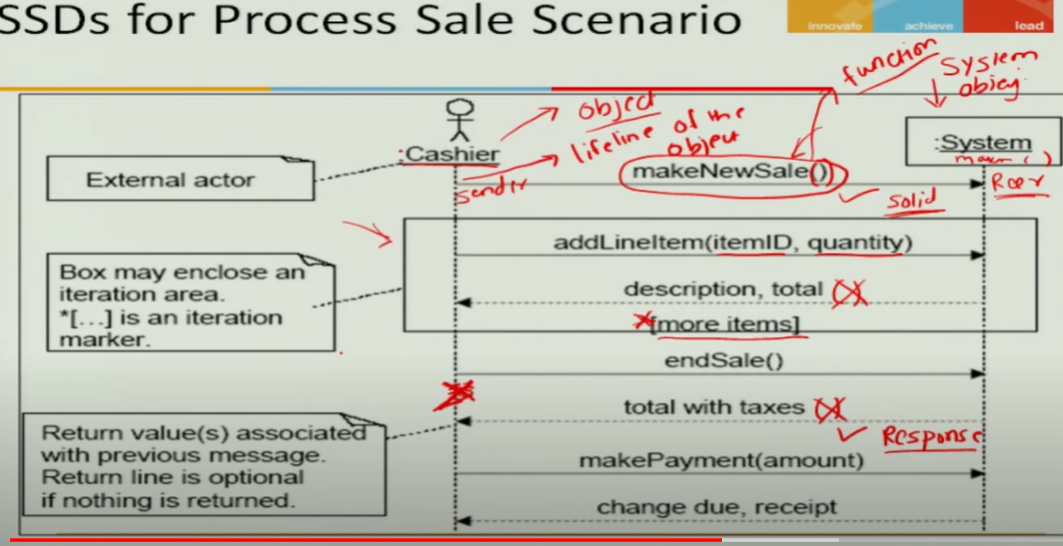 SSDs for Process Sale Scenario
innovate achieve lead
function
System
object
:Cashier
lifeline of the
object
External actor
makeNewSale()
:System
sender
solid
addLineItem(itemID, quantity)
Box may enclose an
iteration area.
*[...] is an iteration
marker.
description, total
*[more items]
endSale()
total with taxes
Response
Return value(s) associated
with previous message.
Return line is optional
if nothing is returned.
makePayment(amount)
change due, receipt